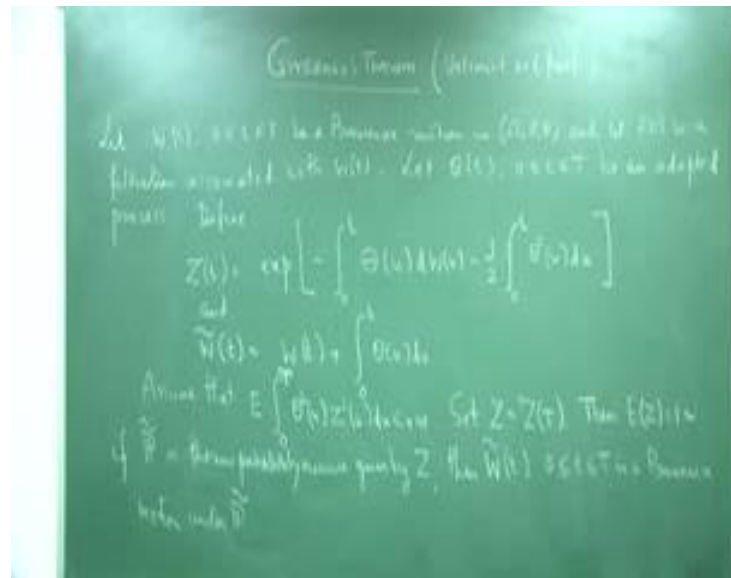 Girsanov's Theorem (
Let W(t), 0≤t≤T be a Brownian motion on (Ω, F, P) and let F(t) be a
filtration associated with W(t). Let Θ(t), 0≤t≤T be an adapted
process. Define
Z(t) = exp[ - ∫₀ᵗ Θ(u) dW(u) - 1/2 ∫₀ᵗ Θ²(u) du ]
and
W̃(t) = W(t) + ∫₀ᵗ Θ(u) du
Assume that E ∫₀ᵀ Θ²(u) Z²(u) du < +∞ Set Z = Z(T). Then E(Z) = 1 &
if P̃ = the new probability measure given by Z, then W̃(t) 0≤t≤T is a Brownian
motion under P̃